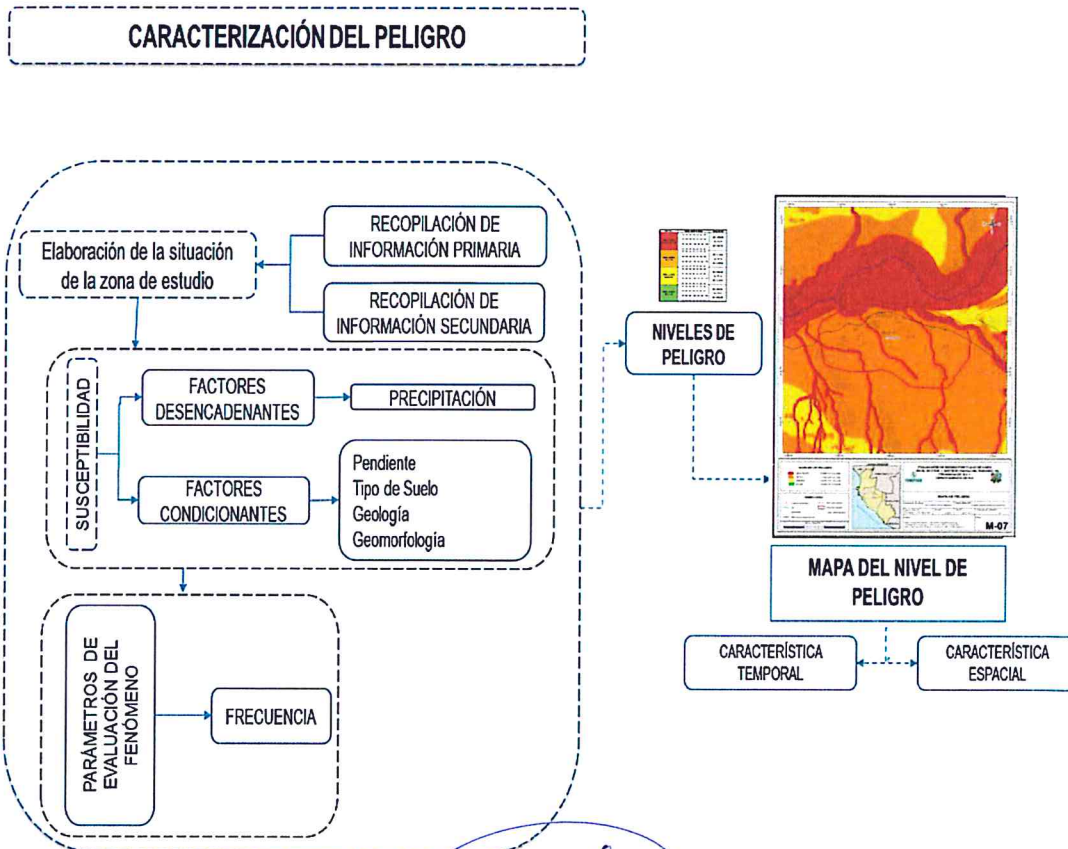 CARACTERIZACIÓN DEL PELIGRO
Elaboración de la situación
de la zona de estudio
RECOPILACIÓN DE
INFORMACIÓN PRIMARIA
RECOPILACIÓN DE
INFORMACIÓN SECUNDARIA
SUSCEPTIBILIDAD
FACTORES
DESENCADENANTES
PRECIPITACIÓN
FACTORES
CONDICIONANTES
Pendiente
Tipo de Suelo
Geología
Geomorfología
PARÁMETROS DE
EVALUACIÓN DEL
FENÓMENO
FRECUENCIA
NIVELES DE
PELIGRO
M-07
MAPA DEL NIVEL DE
PELIGRO
CARACTERÍSTICA
TEMPORAL
CARACTERÍSTICA
ESPACIAL